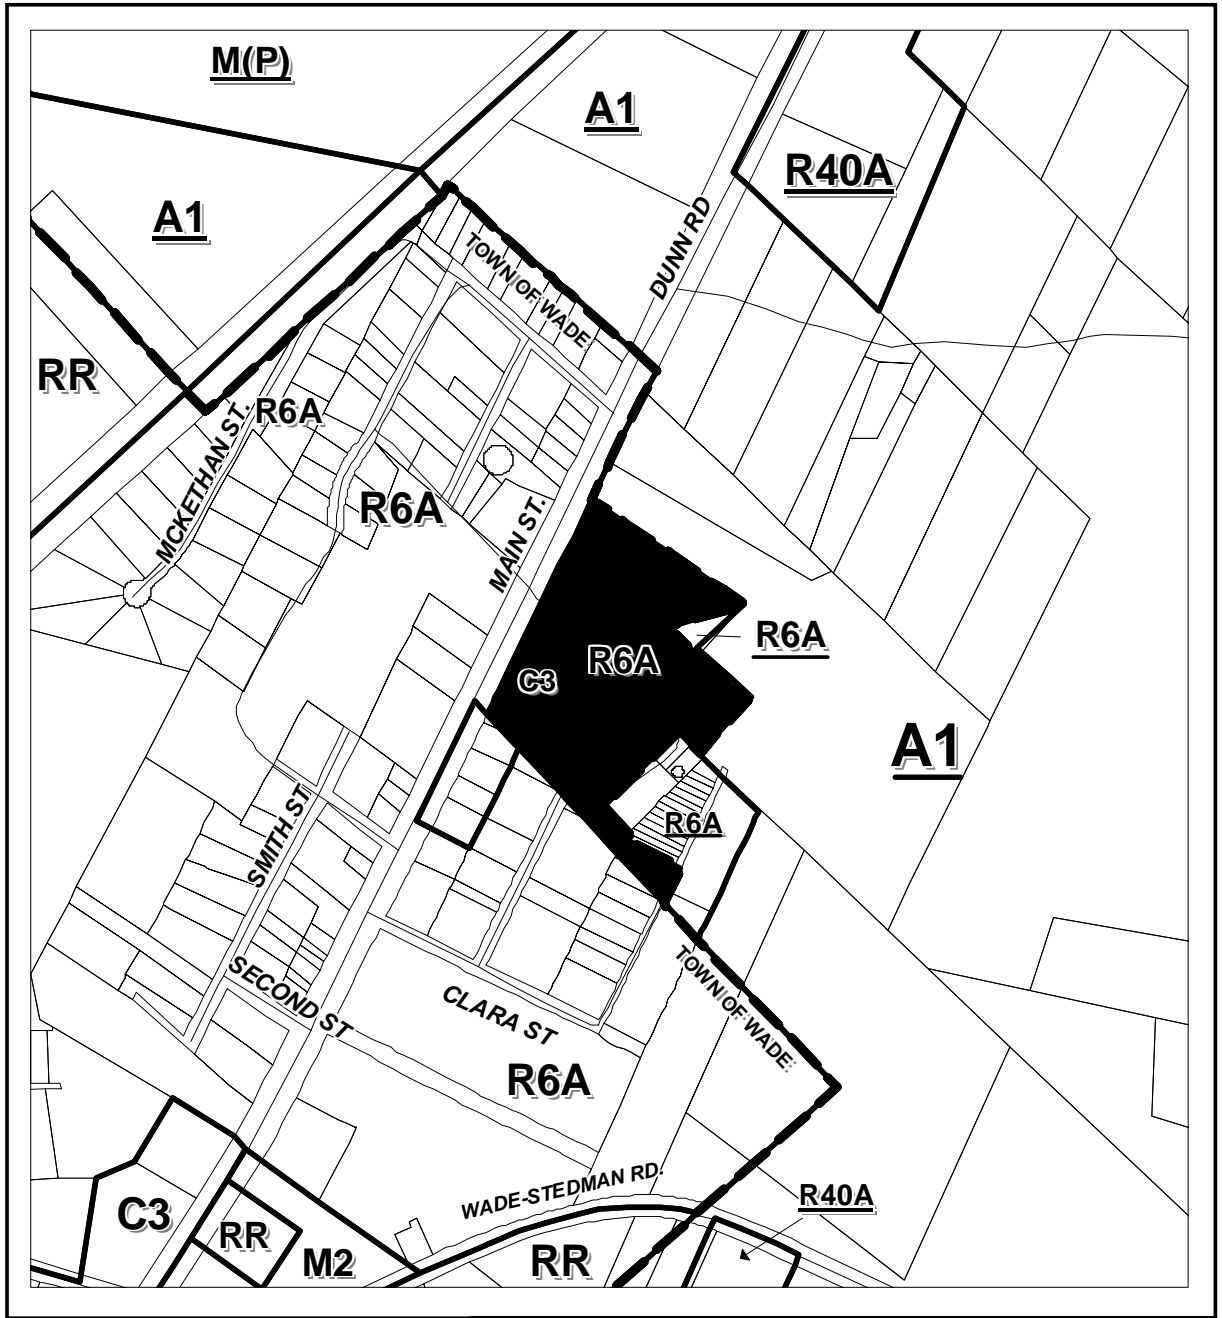 M(P)
A1
R40A
A1
DUNN RD
TOWN OF WADE
RR
R6A
MCKETHAN ST.
R6A
MAIN ST.
R6A
R6A
C3
A1
SMITH ST
R6A
SECOND ST
CLARA ST
TOWN OF WADE
R6A
WADE-STEDMAN RD.
R40A
C3
RR
M2
RR